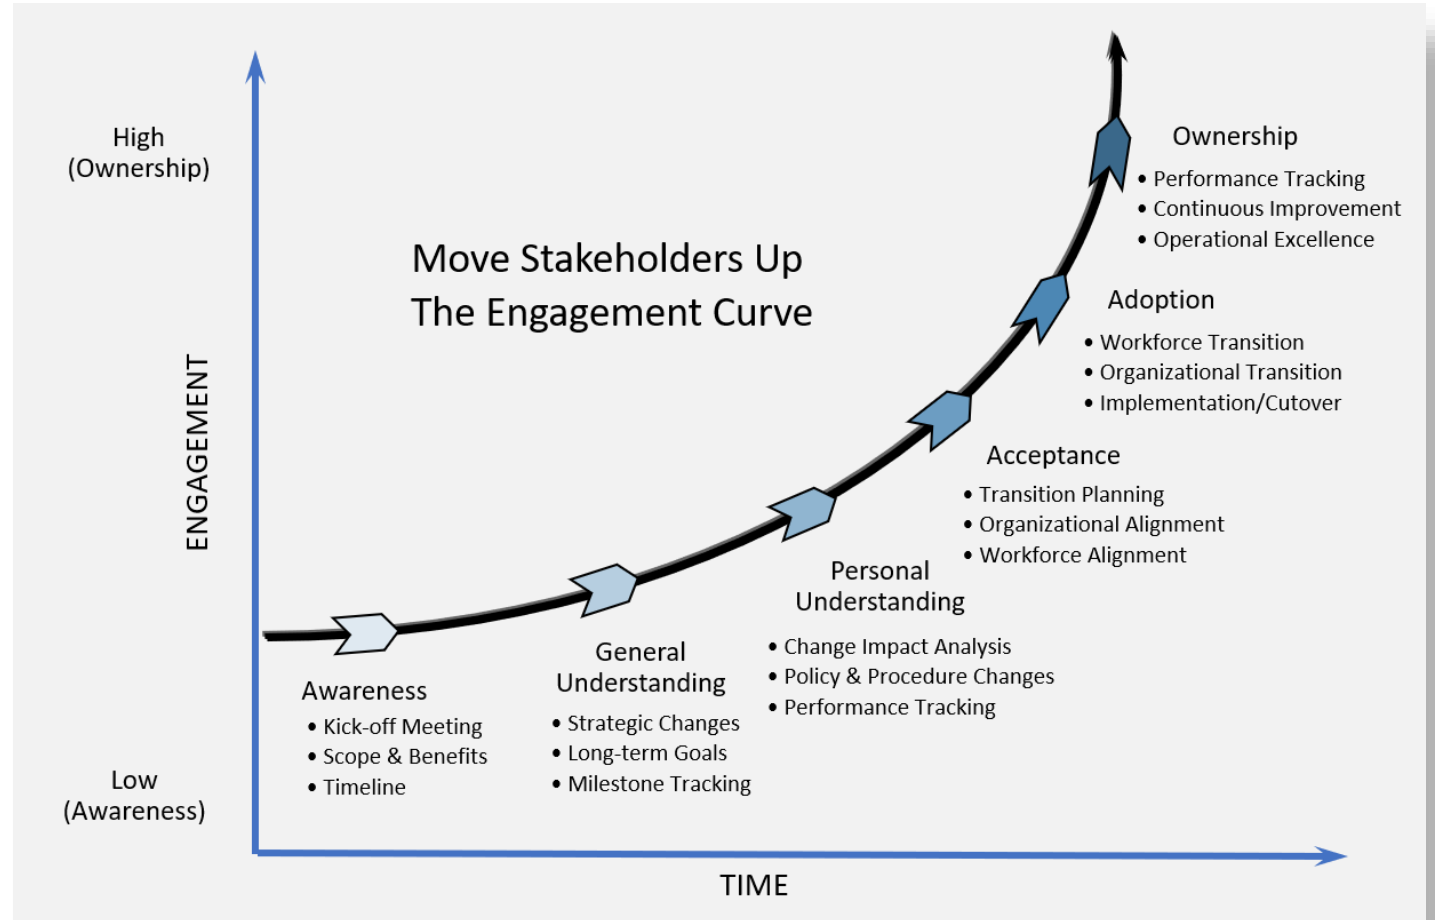 High
(Ownership)
Move Stakeholders Up
The Engagement Curve
ENGAGEMENT
Low
(Awareness)
TIME
Awareness
• Kick-off Meeting
• Scope & Benefits
• Timeline
General
Understanding
• Strategic Changes
• Long-term Goals
• Milestone Tracking
Personal
Understanding
• Change Impact Analysis
• Policy & Procedure Changes
• Performance Tracking
Acceptance
• Transition Planning
• Organizational Alignment
• Workforce Alignment
Adoption
• Workforce Transition
• Organizational Transition
• Implementation/Cutover
Ownership
• Performance Tracking
• Continuous Improvement
• Operational Excellence